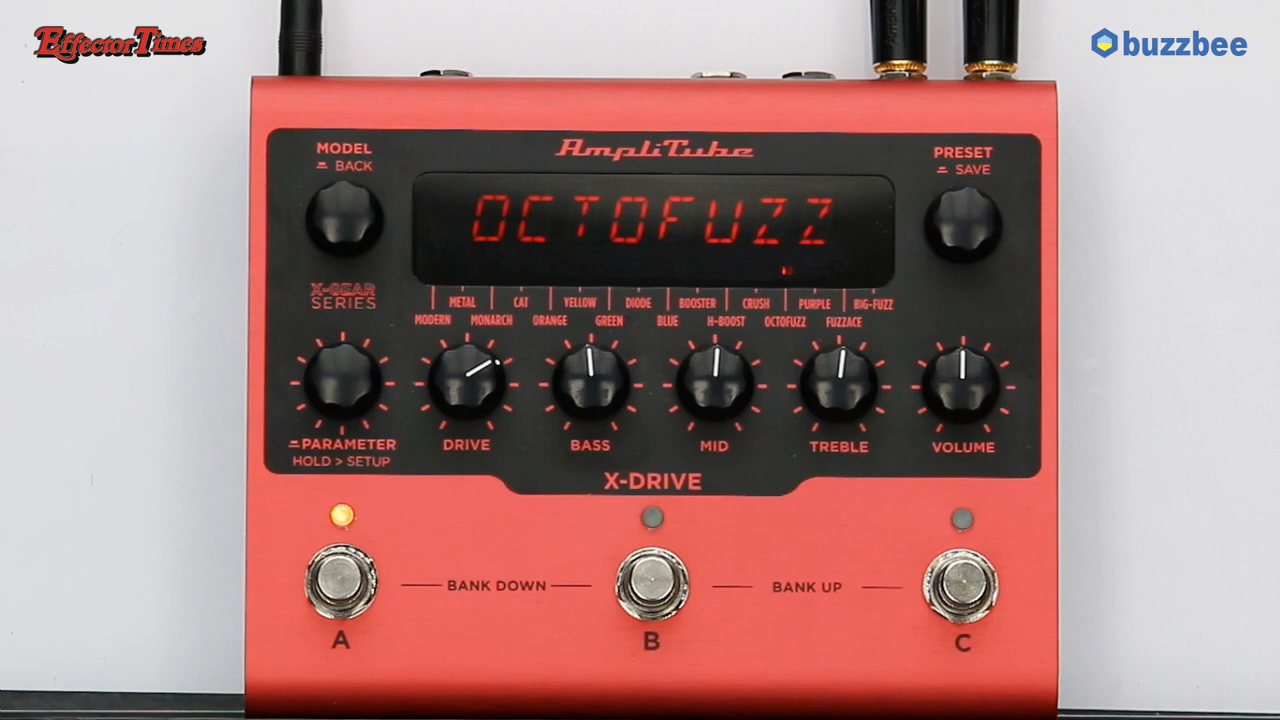 Effector Times
buzzbee
MODEL
BACK
AmpliTube
PRESET
SAVE
OCTOFUZZ
X-GEAR
SERIES
METAL CAT YELLOW DIODE BOOSTER CRUSH PURPLE BIG-FUZZ
MODERN MONARCH ORANGE GREEN BLUE H-BOOST OCTOFUZZ FUZZACE
PARAMETER
HOLD > SETUP
DRIVE
BASS
MID
TREBLE
VOLUME
X-DRIVE
BANK DOWN
BANK UP
A
B
C